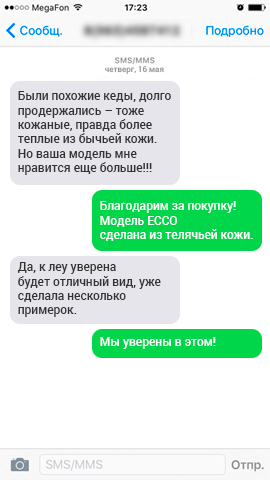 MegaFon 17:23
Сообщ. Подробно
SMS/MMS
четверг, 16 мая
Были похожие кеды, долго
продержались – тоже
кожаные, правда более
теплые из бычьей кожи.
Но ваша модель мне
нравится еще больше!!!
Благодарим за покупку!
Модель ECCO
сделана из телячьей кожи.
Да, к леу уверена
будет отличный вид, уже
сделала несколько
примерок.
Мы уверены в этом!
SMS/MMS Отпр.